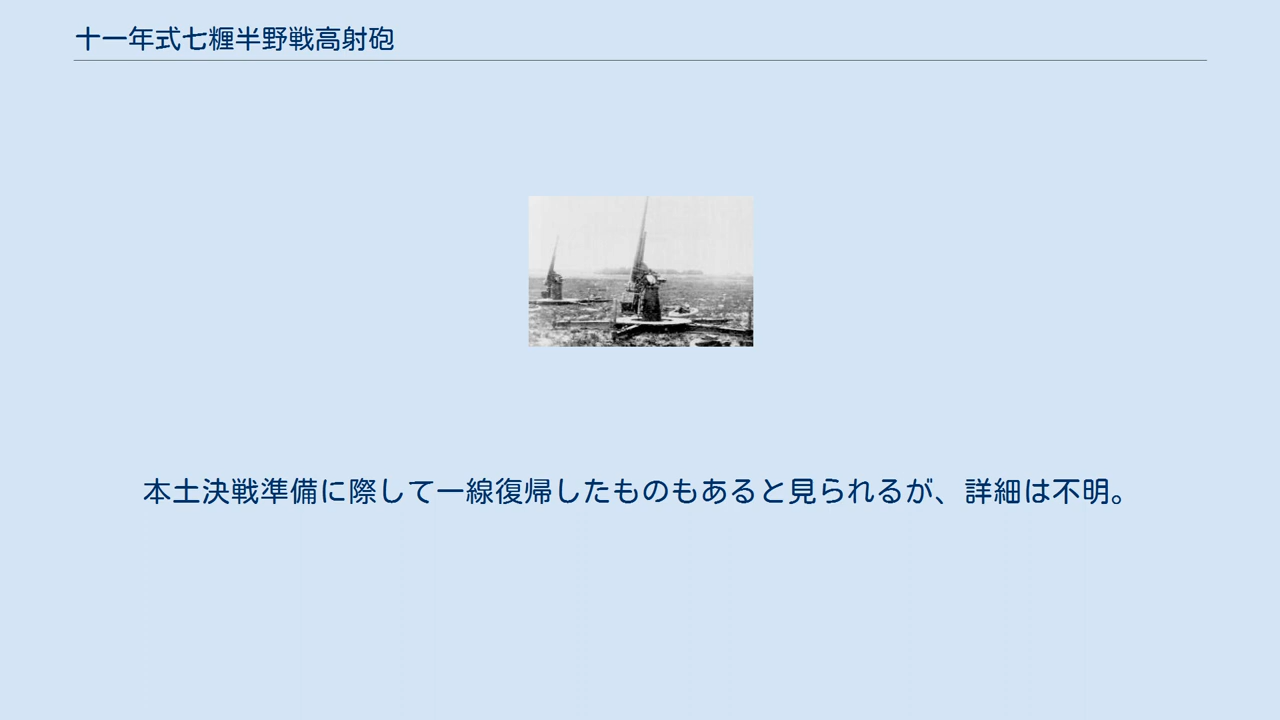 十一年式七糎半野戦高射砲
本土決戦準備に際して一線復帰したものもあると見られるが、詳細は不明。